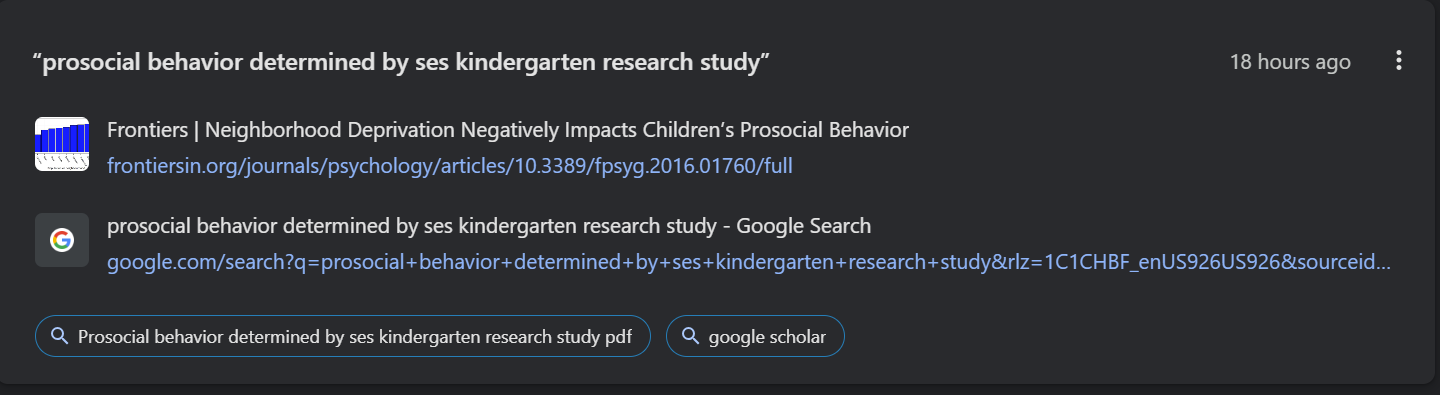 “prosocial behavior determined by ses kindergarten research study”
18 hours ago
Frontiers | Neighborhood Deprivation Negatively Impacts Children’s Prosocial Behavior
frontiersin.org/journals/psychology/articles/10.3389/fpsyg.2016.01760/full
prosocial behavior determined by ses kindergarten research study - Google Search
google.com/search?q=prosocial+behavior+determined+by+ses+kindergarten+research+study&rlz=1C1CHBF_enUS926US926&sourceid...
Prosocial behavior determined by ses kindergarten research study pdf
google scholar